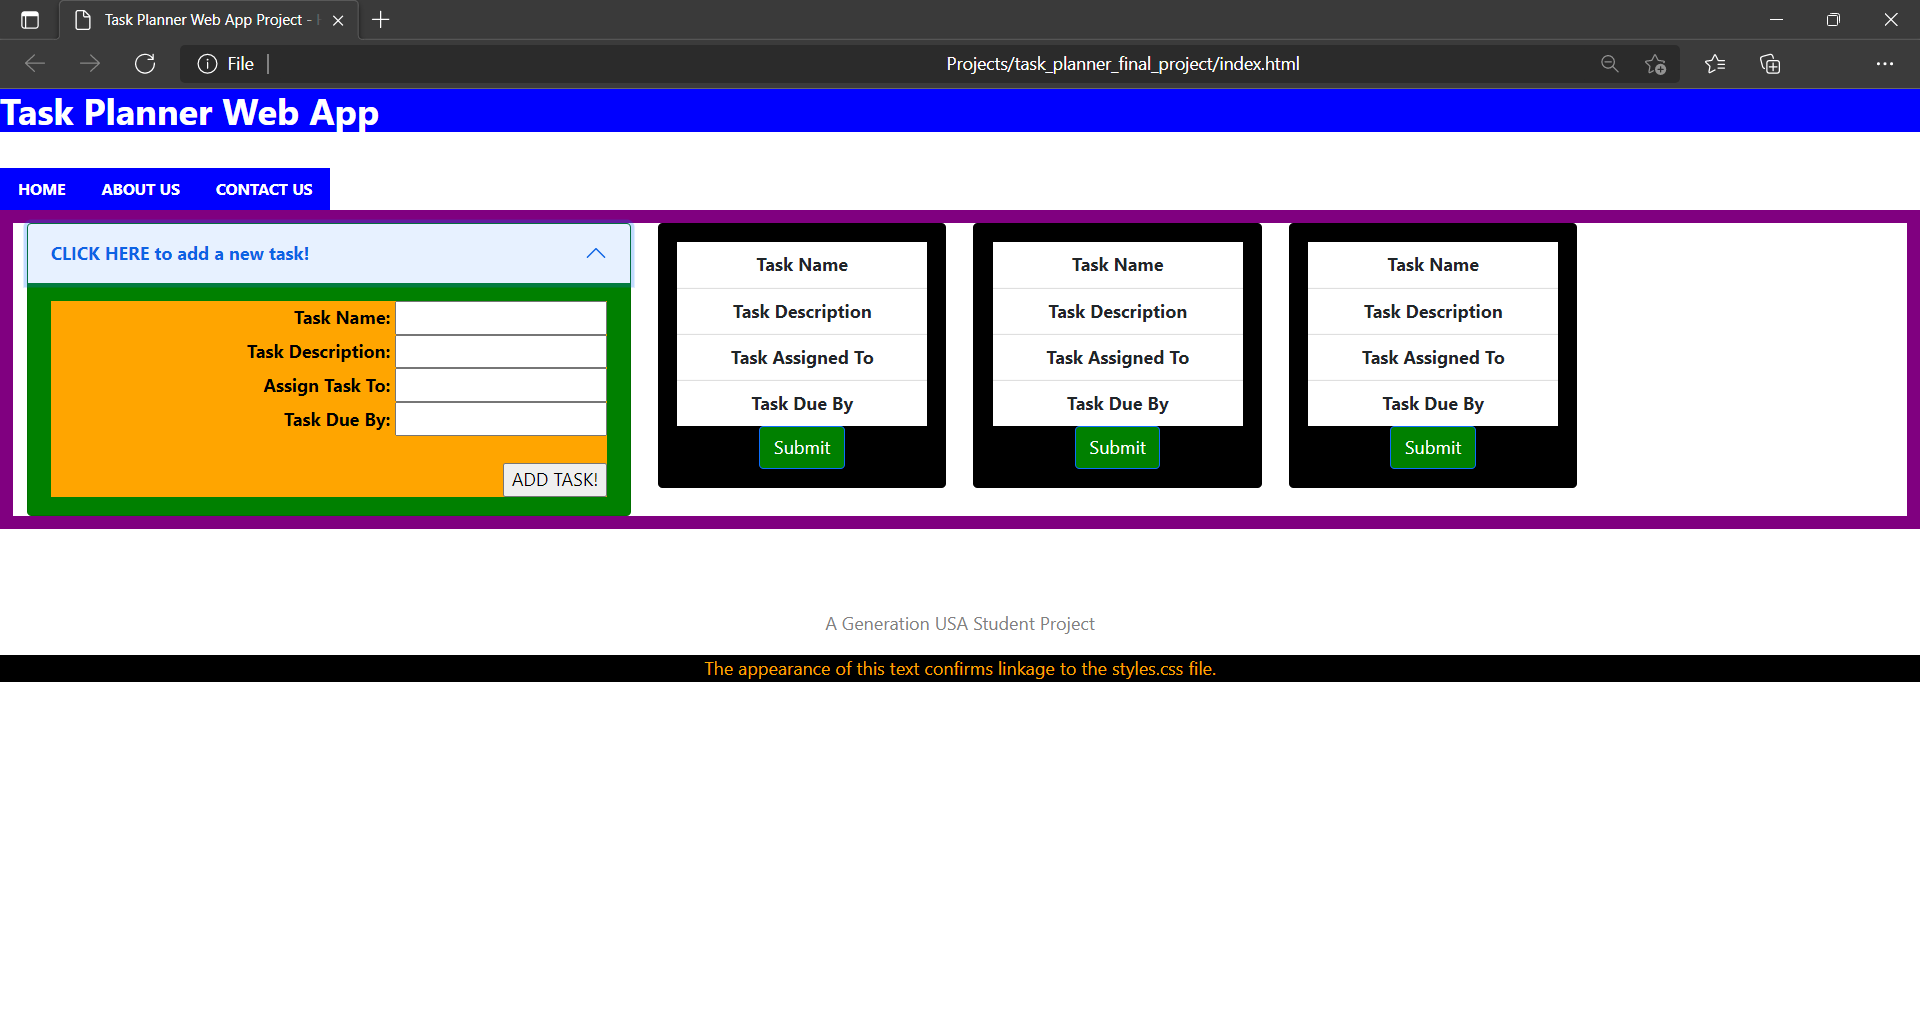 Task Planner Web App Project -
File
Projects/task_planner_final_project/index.html
Task Planner Web App
HOME ABOUT US CONTACT US
CLICK HERE to add a new task!
Task Name:
Task Description:
Assign Task To:
Task Due By:
ADD TASK!
Task Name
Task Description
Task Assigned To
Task Due By
Submit
Task Name
Task Description
Task Assigned To
Task Due By
Submit
Task Name
Task Description
Task Assigned To
Task Due By
Submit
A Generation USA Student Project
The appearance of this text confirms linkage to the styles.css file.